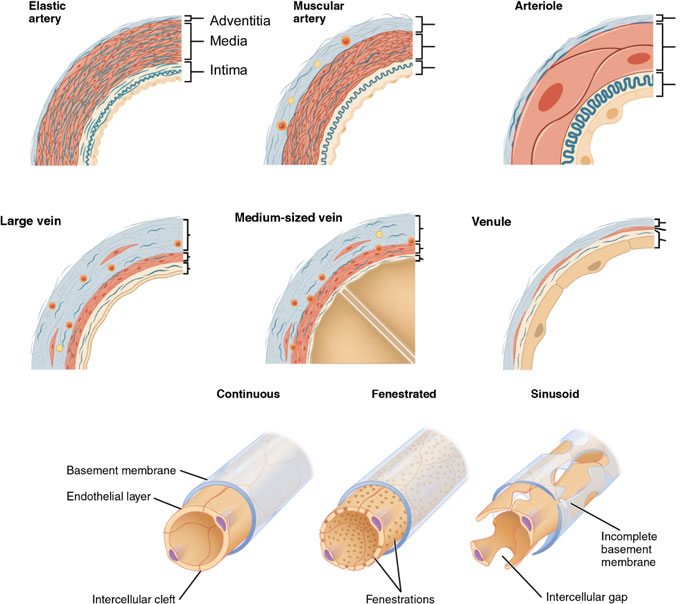 Elastic
artery
Adventitia
Media
Intima
Muscular
artery
Arteriole
Large vein
Medium-sized vein
Venule
Continuous
Fenestrated
Sinusoid
Basement membrane
Endothelial layer
Intercellular cleft
Fenestrations
Incomplete
basement
membrane
Intercellular gap